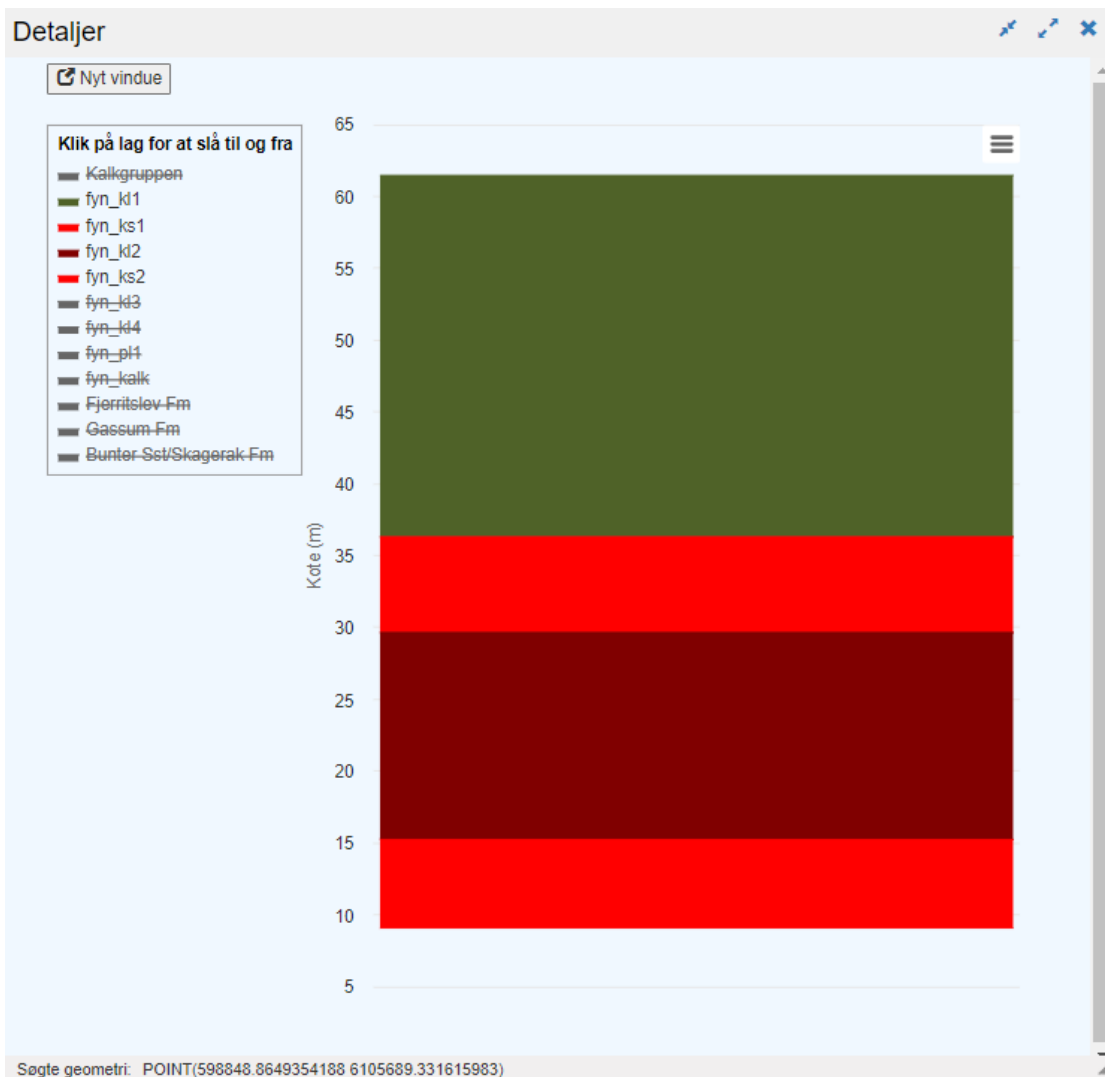 Detaljer
Nyt vindue
Klik på lag for at slå til og fra
Kalkgruppen
fyn_kl1
fyn_ks1
fyn_kl2
fyn_ks2
fyn_kl3
fyn_kl4
fyn_pl1
fyn_kalk
Fjerritslev Fm
Gassum Fm
Bunter Sst/Skagerak Fm
Kote (m)
65
60
55
50
45
40
35
30
25
20
15
10
5
Søgte geometri: POINT(598848.8649354188 6105689.331615983)